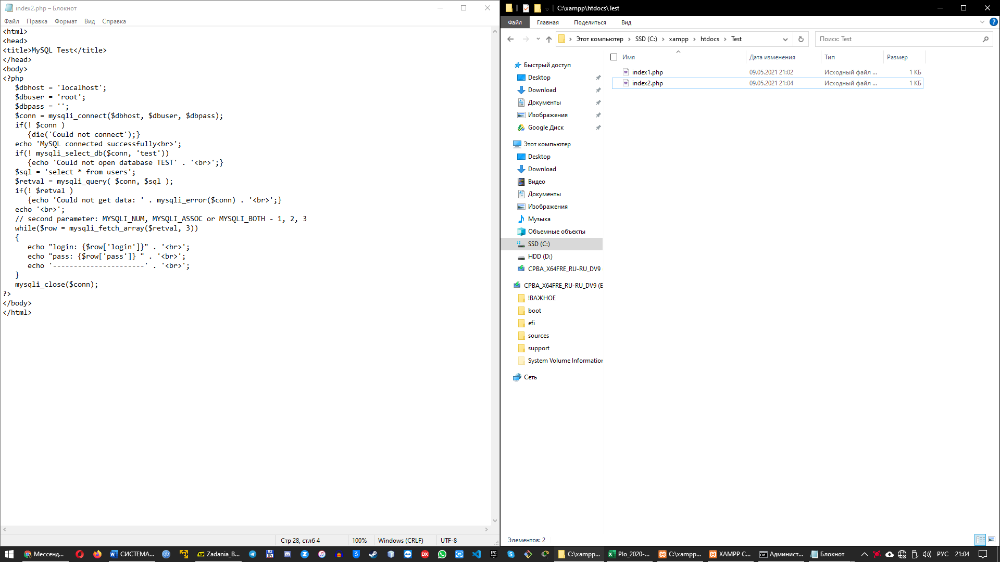 index2.php – Блокнот
Файл Правка Формат Вид Справка
<html>
<head>
<title>MySQL Test</title>
</head>
<body>
<?php
   $dbhost = 'localhost';
   $dbuser = 'root';
   $dbpass = '';
   $conn = mysqli_connect($dbhost, $dbuser, $dbpass);
   if(! $conn )
      {die('Could not connect');}
   echo 'MySQL connected successfully<br>';
   if(! mysqli_select_db($conn, 'test'))
      {echo 'Could not open database TEST' . '<br>';}
   $sql = 'select * from users';
   $retval = mysqli_query( $conn, $sql );
   if(! $retval )
      {echo 'Could not get data: ' . mysqli_error($conn) . '<br>';}
   echo '<br>';
   // second parameter: MYSQLI_NUM, MYSQLI_ASSOC or MYSQLI_BOTH - 1, 2, 3
   while($row = mysqli_fetch_array($retval, 3))
   {
      echo "login: {$row['login']}" . '<br>';
      echo "pass: {$row['pass']} " . '<br>';
      echo '----------------------' . '<br>';
   }
   mysqli_close($conn);
?>
</body>
</html>
Стр 28, стлб 4 100% Windows (CRLF) UTF-8
C:\xampp\htdocs\Test
Файл Главная Поделиться Вид
Этот компьютер > SSD (C:) > xampp > htdocs > Test
Поиск: Test
Имя Дата изменения Тип Размер
index1.php 09.05.2021 21:02 Исходный файл ... 1 КБ
index2.php 09.05.2021 21:04 Исходный файл ... 1 КБ
Быстрый доступ
Desktop
Download
Документы
Изображения
Google Диск
Этот компьютер
Desktop
Download
Видео
Документы
Изображения
Музыка
Объемные объекты
SSD (C:)
HDD (D:)
CPBA_X64FRE_RU-RU_DV9
CPBA_X64FRE_RU-RU_DV9 (E
!ВАЖНОЕ
boot
efi
sources
support
System Volume Information
Сеть
Элементов: 2
Мессенд... СИСТЕМА... Zadania_B... C:\xampp... Plo_2020-... C:\xampp... XAMPP C... Админист... Блокнот РУС 21:04